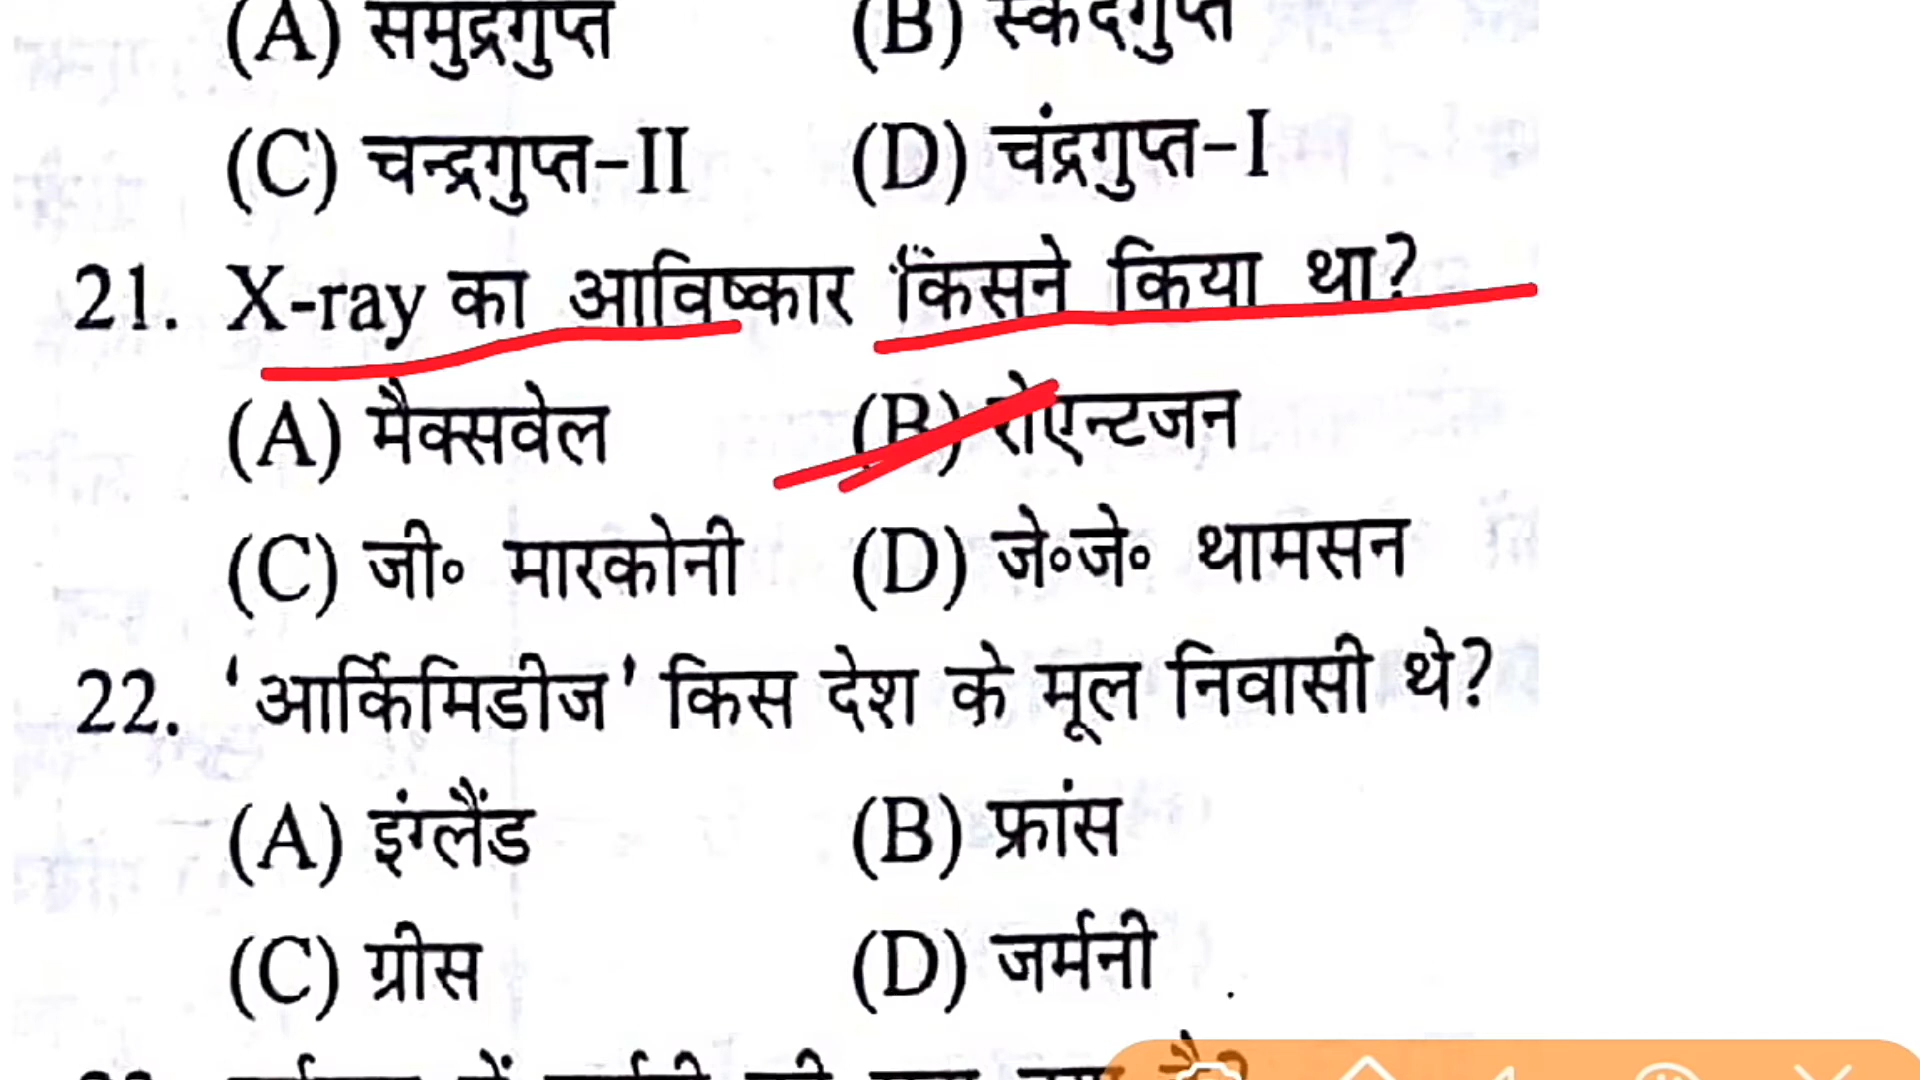 (A) समुद्रगुप्त (B) स्कंदगुप्त
(C) चन्द्रगुप्त-II (D) चंद्रगुप्त-I
21. X-ray का आविष्कार किसने किया था?
(A) मैक्सवेल (B) रोएन्टजन
(C) जी॰ मारकोनी (D) जे॰जे॰ थामसन
22. 'आर्किमिडीज' किस देश के मूल निवासी थे?
(A) इंग्लैंड (B) फ्रांस
(C) ग्रीस (D) जर्मनी